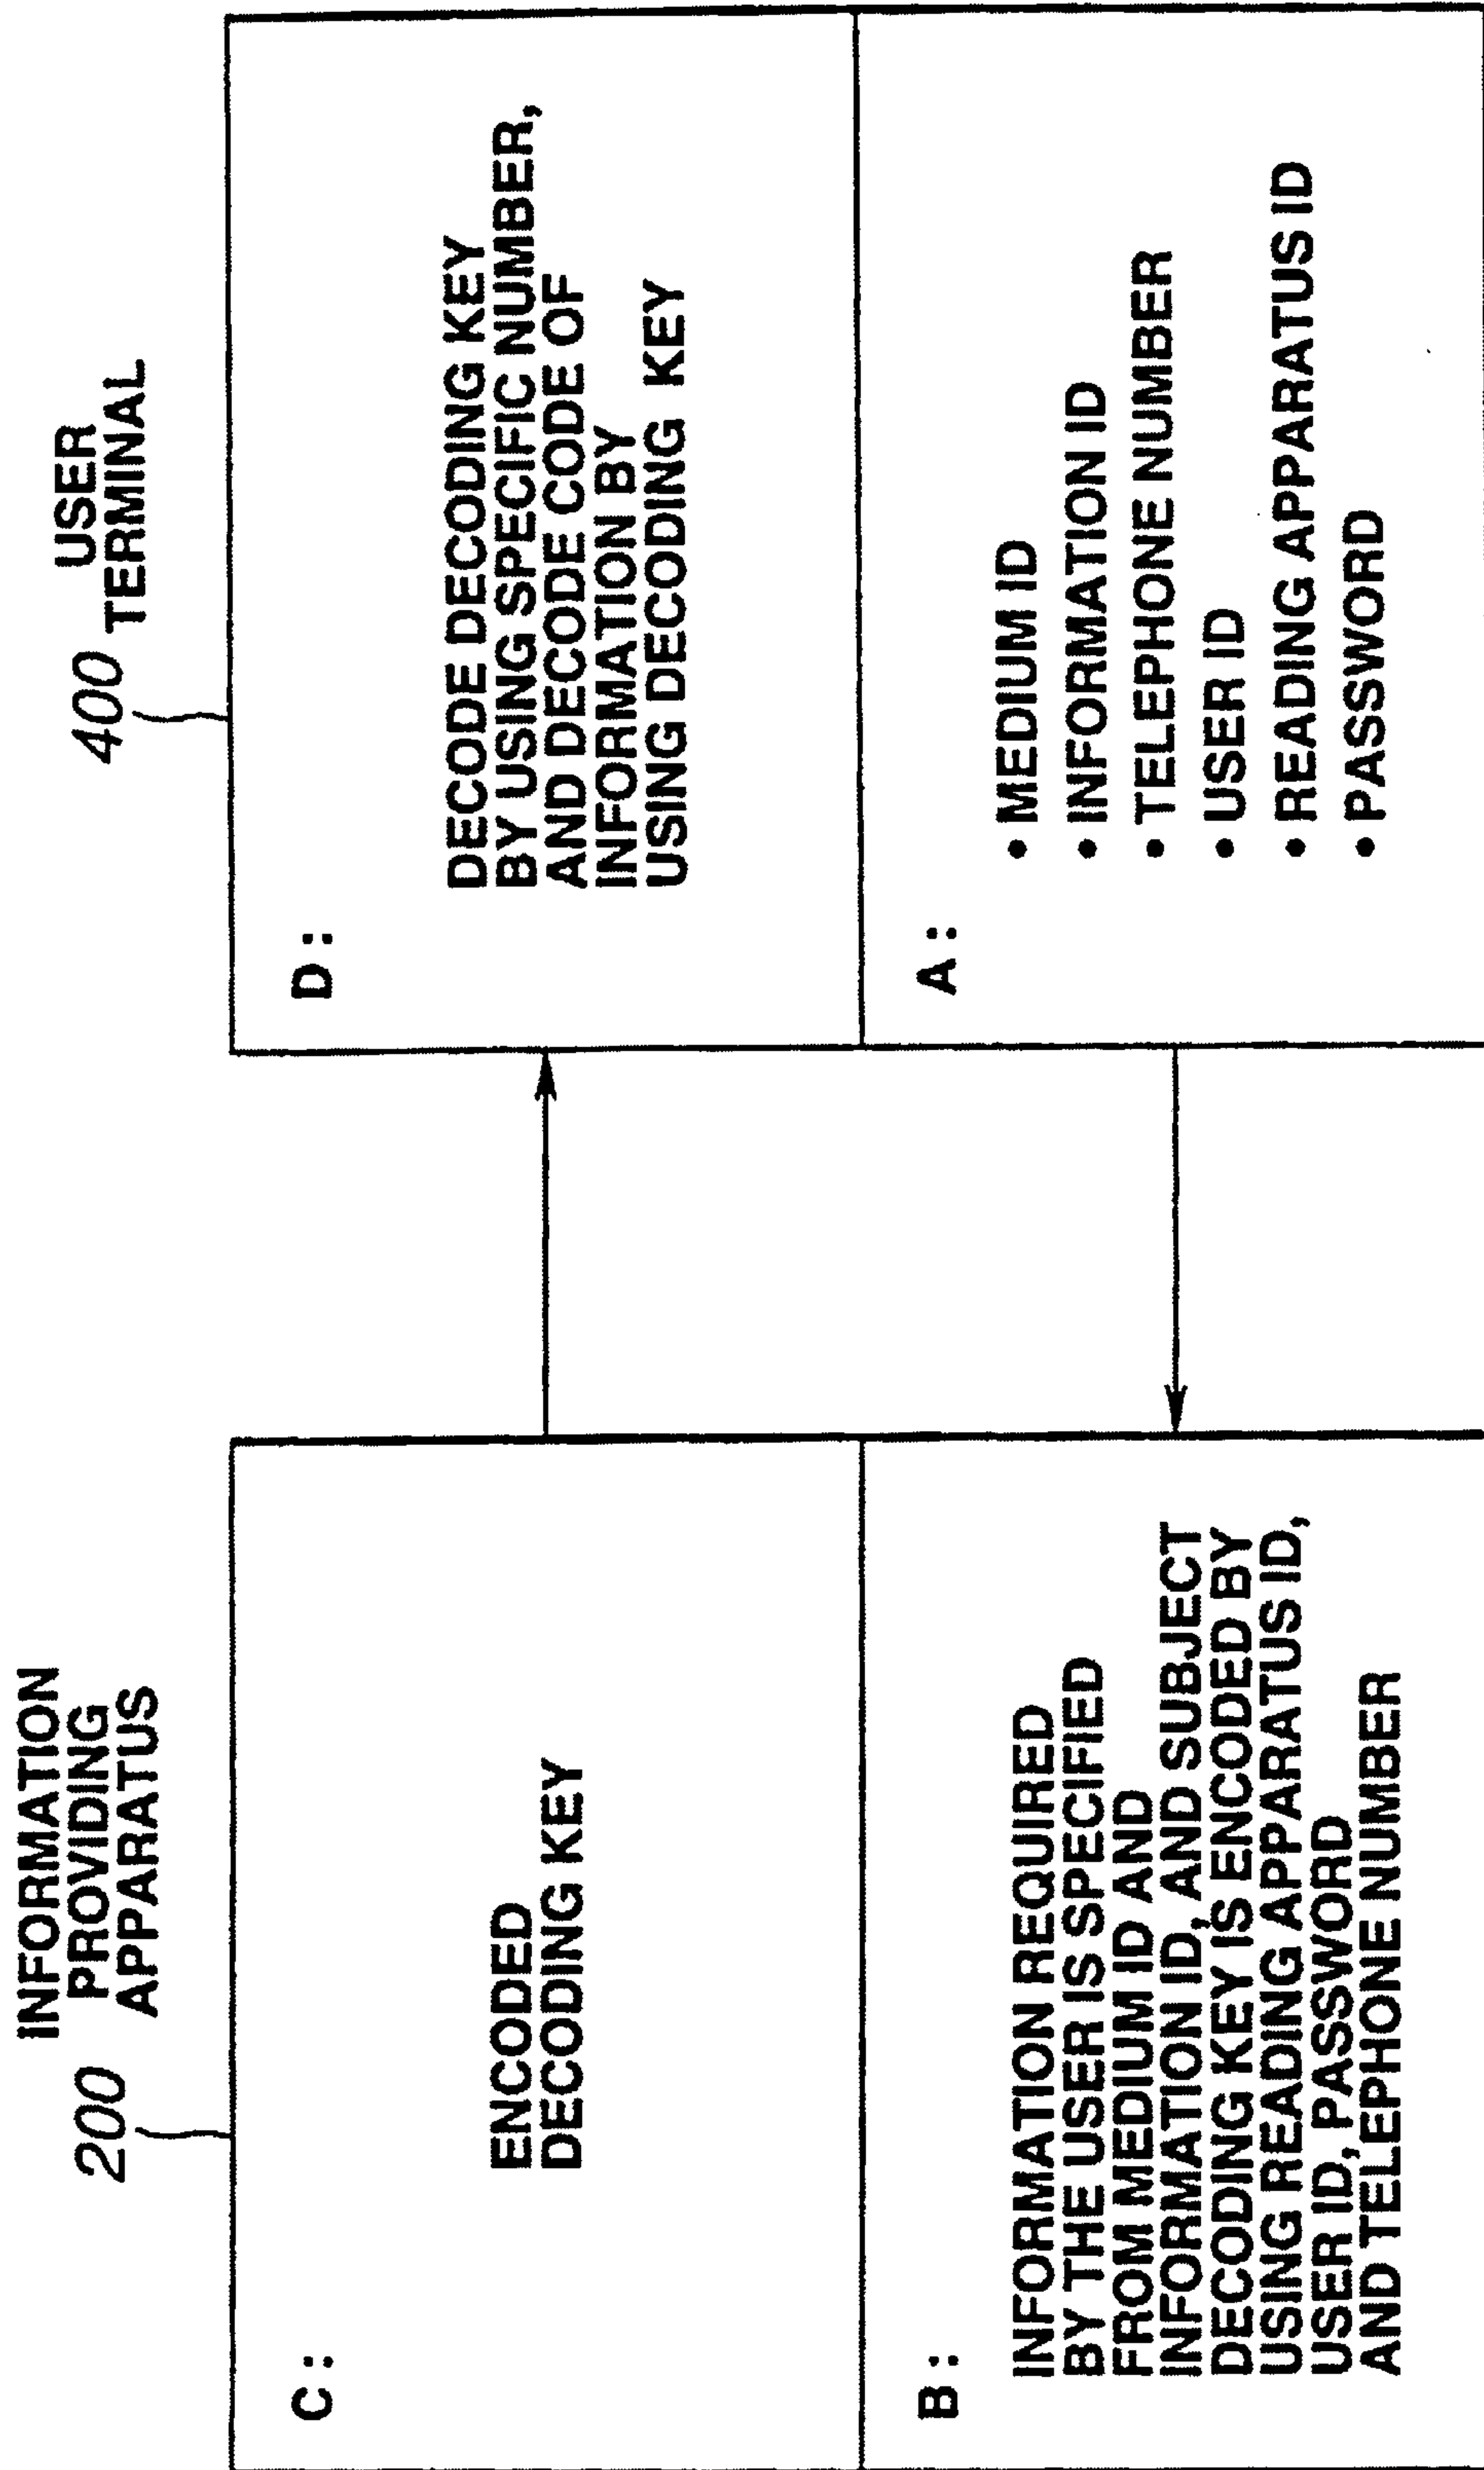 INFORMATION
PROVIDING
APPARATUS
200
C :
ENCODED
DECODING KEY
B :
INFORMATION REQUIRED
BY THE USER IS SPECIFIED
FROM MEDIUM ID AND
INFORMATION ID, AND SUBJECT
DECODING KEY IS ENCODED BY
USING READING APPARATUS ID,
USER ID, PASSWORD
AND TELEPHONE NUMBER
USER
TERMINAL
400
D :
DECODE DECODING KEY
BY USING SPECIFIC NUMBER,
AND DECODE CODE OF
INFORMATION BY
USING DECODING KEY
A :
• MEDIUM ID
• INFORMATION ID
• TELEPHONE NUMBER
• USER ID
• READING APPARATUS ID
• PASSWORD